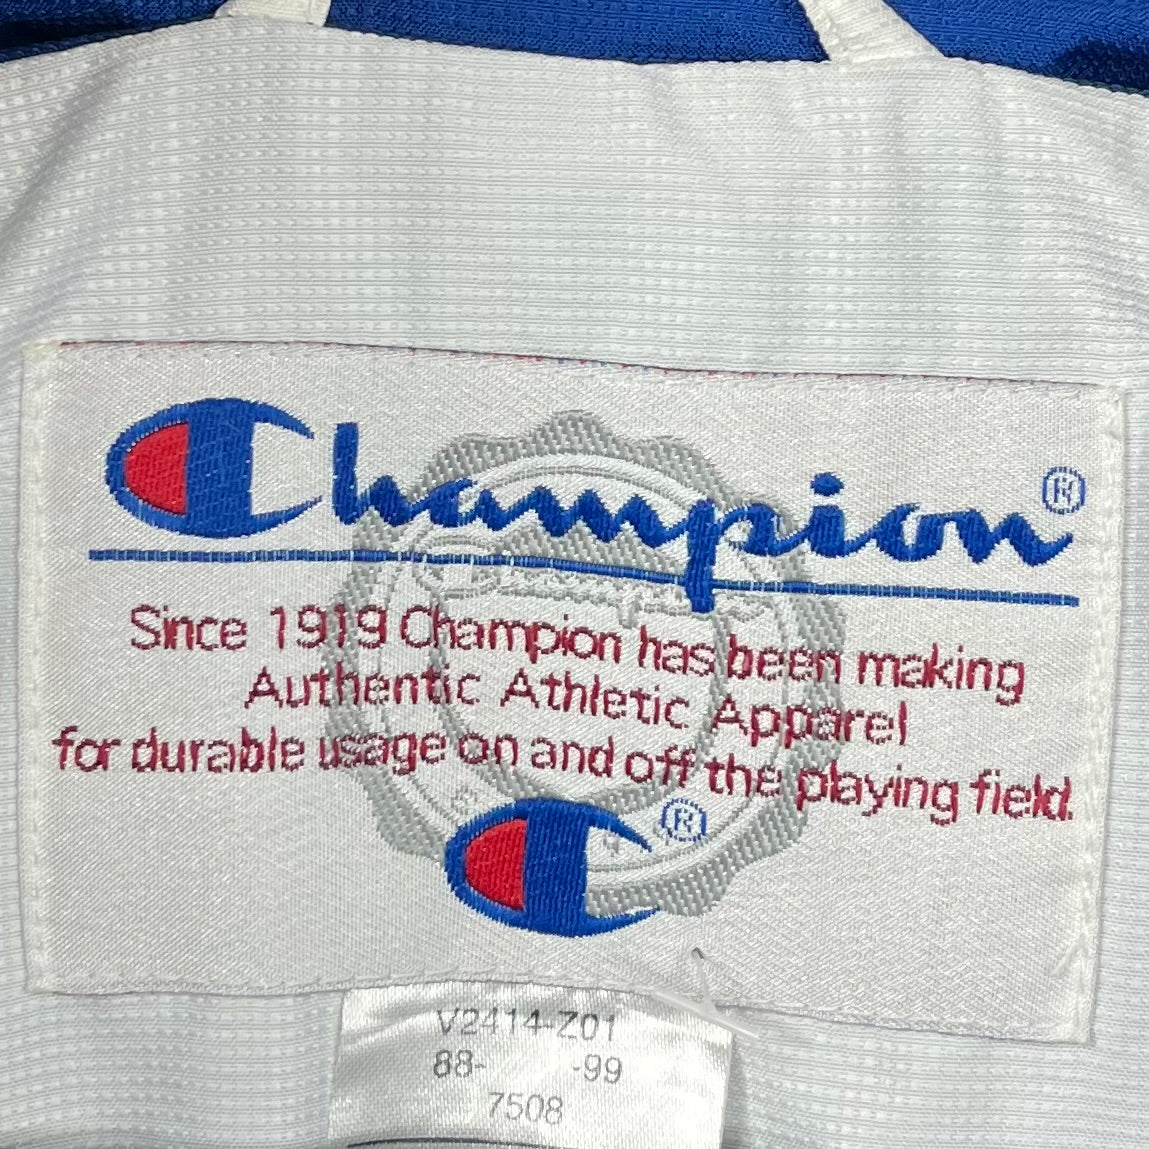 Champion®
Since 1919 Champion has been making
Authentic Athletic Apparel
for durable usage on and off the playing field.
®
V2414-Z01
88- -99
7508